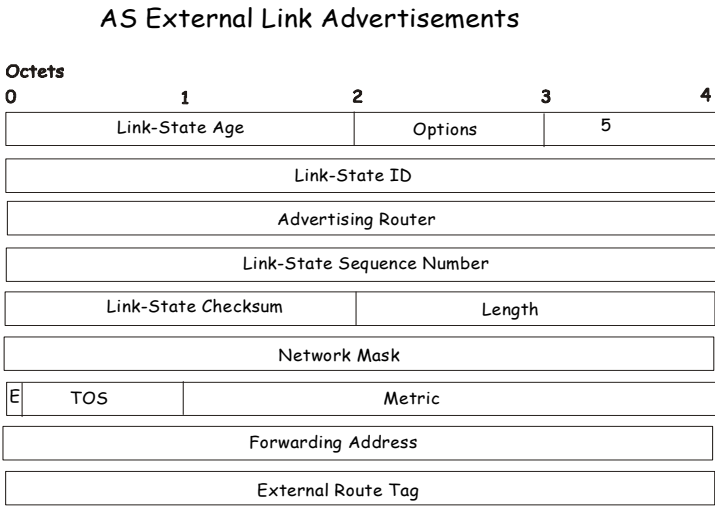 AS External Link Advertisements
Octets
0 1 2 3 4
Link-State Age Options 5
Link-State ID
Advertising Router
Link-State Sequence Number
Link-State Checksum Length
Network Mask
E TOS Metric
Forwarding Address
External Route Tag